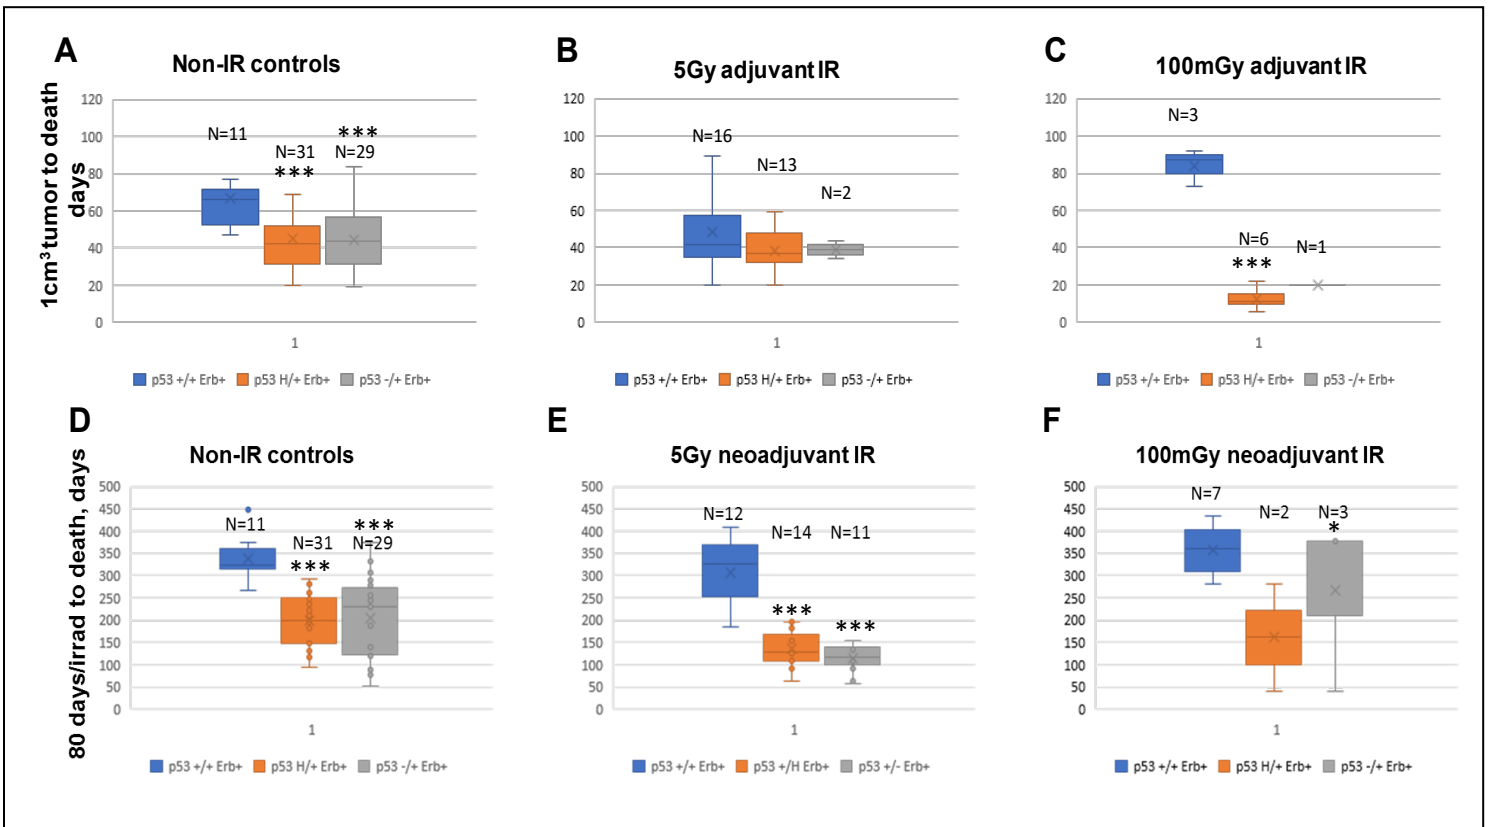 A
Non-IR controls
1cm³ tumor to death
days
120
100
80
60
40
20
0
N=11
N=31
***
***
N=29
1
p53 +/+ Erb+
p53 H/+ Erb+
p53 -/+ Erb+
B
5Gy adjuvant IR
120
100
80
60
40
20
0
N=16
N=13
N=2
1
p53 +/+ Erb+
p53 H/+ Erb+
p53 -/+ Erb+
C
100mGy adjuvant IR
120
100
80
60
40
20
0
N=3
N=6
***
N=1
1
p53 +/+ Erb+
p53 H/+ Erb+
p53 -/+ Erb+
D
Non-IR controls
80 days/irrad to death, days
500
450
400
350
300
250
200
150
100
50
0
N=11
N=31
***
***
N=29
1
p53 +/+ Erb+
p53 H/+ Erb+
p53 -/+ Erb+
E
5Gy neoadjuvant IR
500
450
400
350
300
250
200
150
100
50
0
N=12
N=14
***
N=11
***
1
p53 +/+ Erb+
p53 +/H Erb+
p53 +/- Erb+
F
100mGy neoadjuvant IR
500
450
400
350
300
250
200
150
100
50
0
N=7
N=2
N=3
*
1
p53 +/+ Erb+
p53 H/+ Erb+
p53 -/+ Erb+